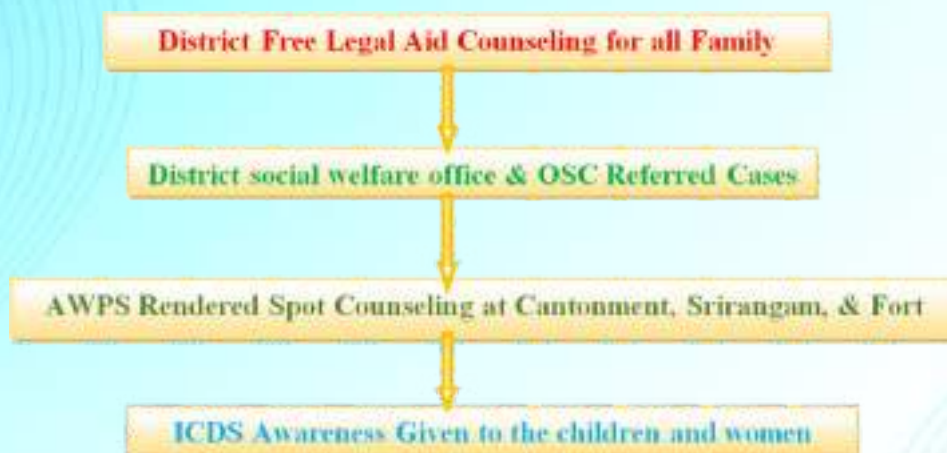 District Free Legal Aid Counseling for all Family
District social welfare office & OSC Referred Cases
AWPS Rendered Spot Counseling at Cantonment, Srirangam, & Fort
ICDS Awareness Given to the children and women